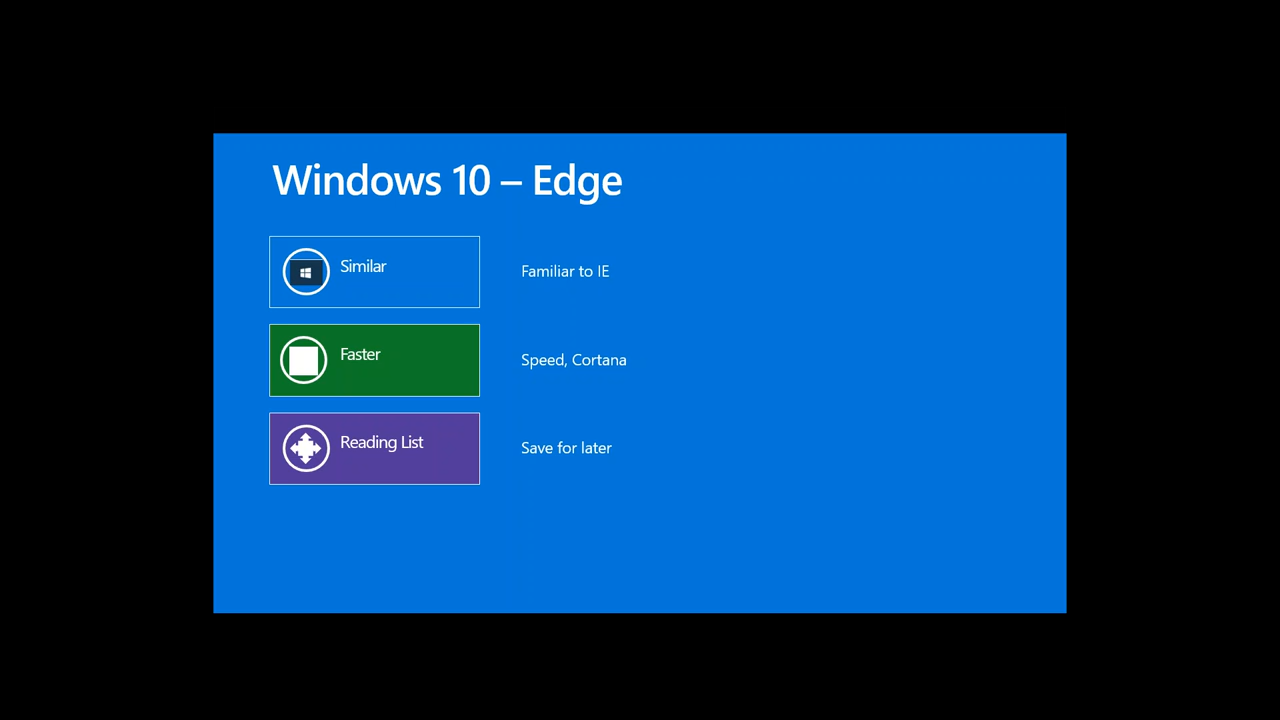 Windows 10 – Edge
Similar
Familiar to IE
Faster
Speed, Cortana
Reading List
Save for later